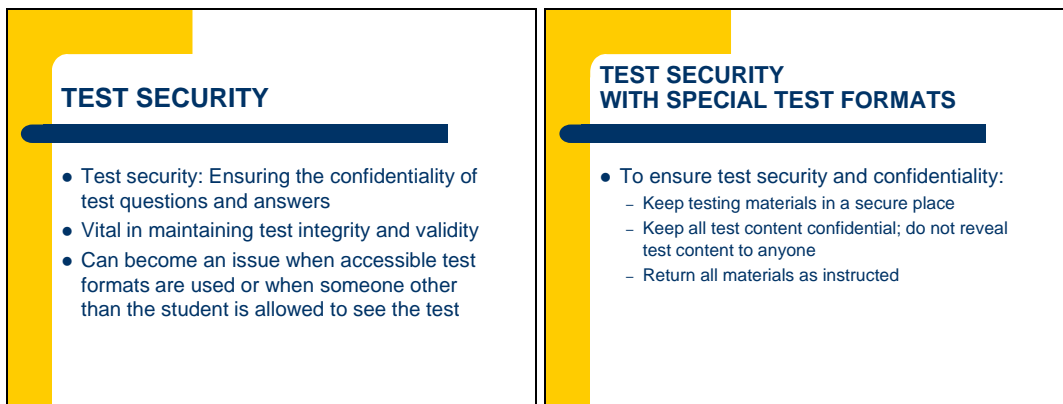 TEST SECURITY
● Test security: Ensuring the confidentiality of
test questions and answers
● Vital in maintaining test integrity and validity
● Can become an issue when accessible test
formats are used or when someone other
than the student is allowed to see the test
TEST SECURITY
WITH SPECIAL TEST FORMATS
● To ensure test security and confidentiality:
– Keep testing materials in a secure place
– Keep all test content confidential; do not reveal
test content to anyone
– Return all materials as instructed